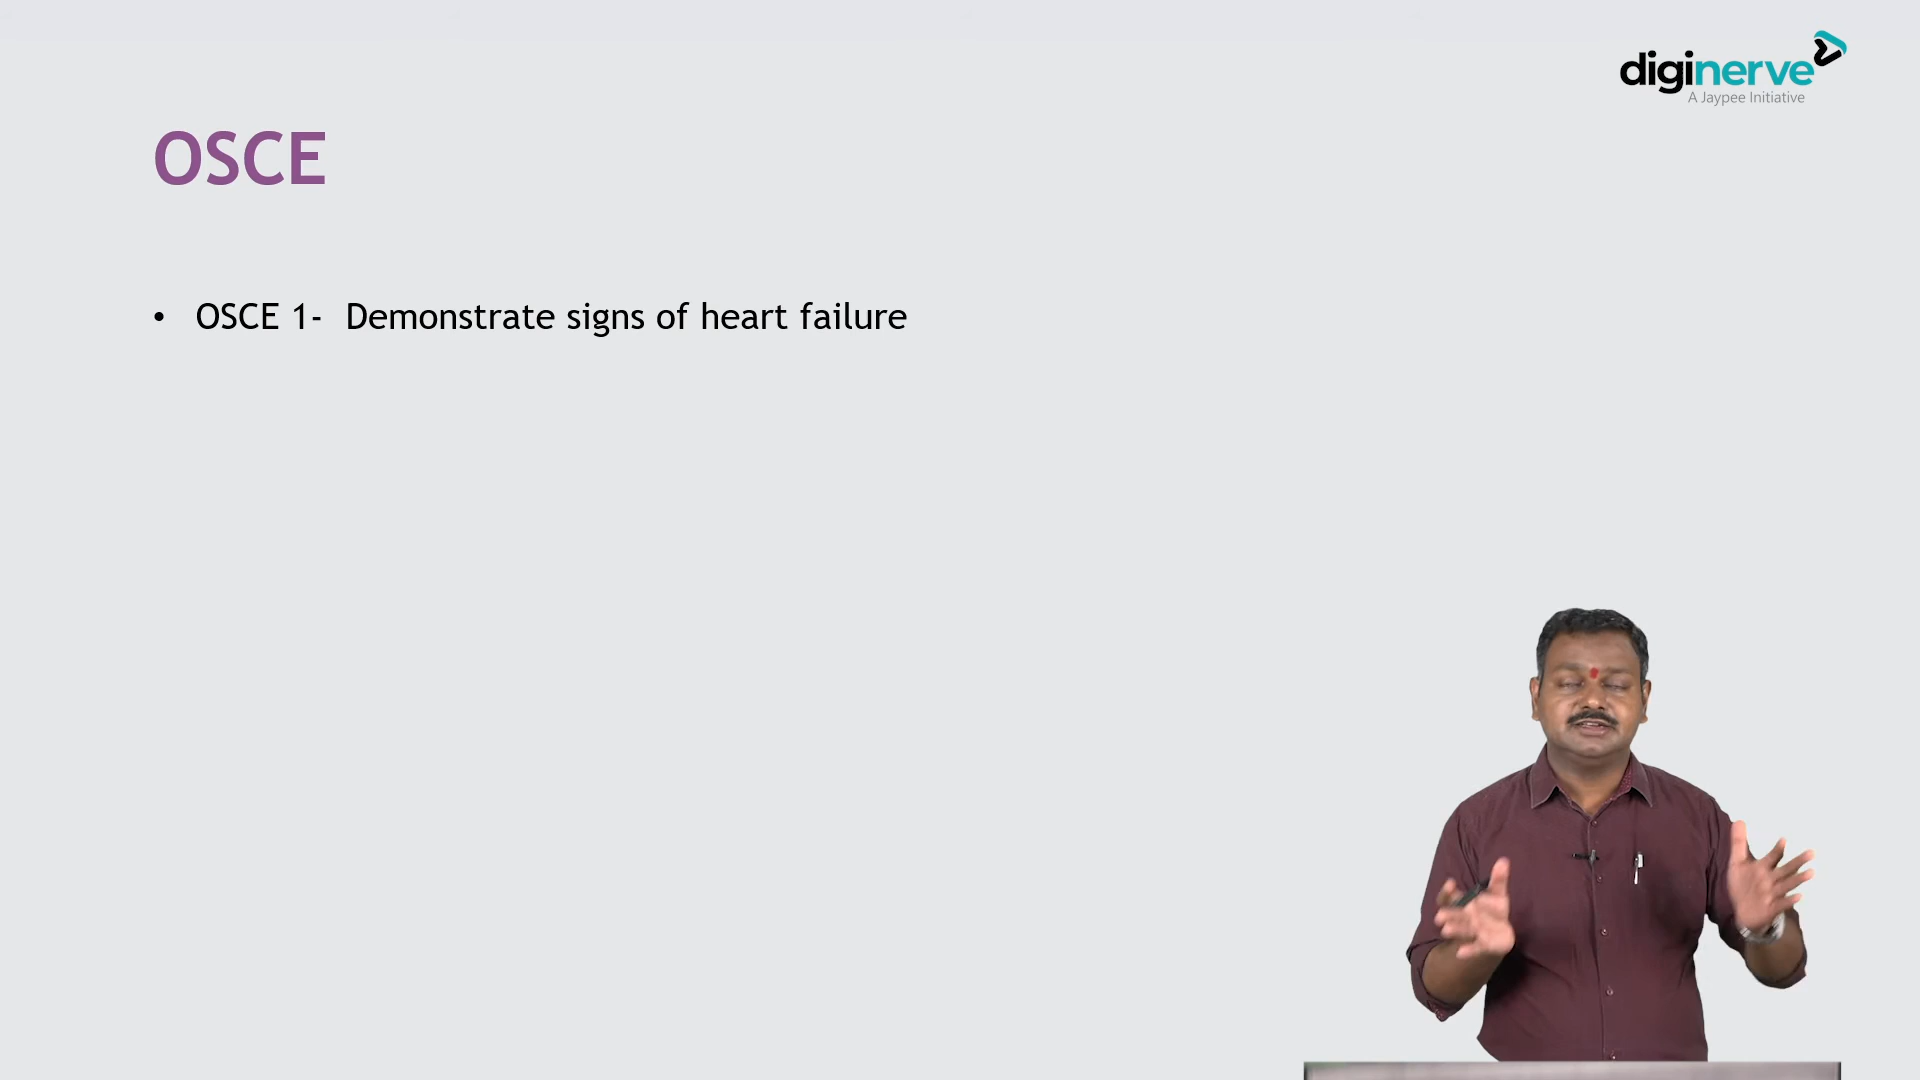 diginerve
A Jaypee Initiative
OSCE
• OSCE 1- Demonstrate signs of heart failure